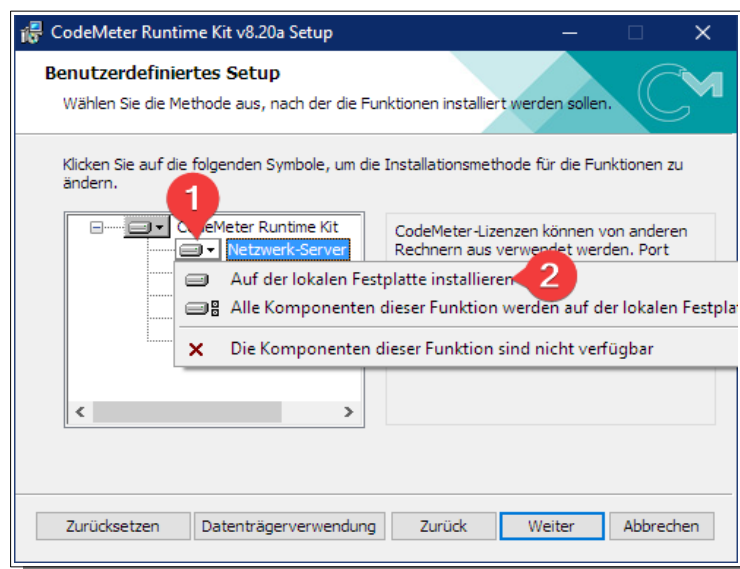 CodeMeter Runtime Kit v8.20a Setup
Benutzerdefiniertes Setup
Wählen Sie die Methode aus, nach der die Funktionen installiert werden sollen.
CM
Klicken Sie auf die folgenden Symbole, um die Installationsmethode für die Funktionen zu
ändern.
1
CodeMeter Runtime Kit
Netzwerk-Server
CodeMeter-Lizenzen können von anderen
Rechnern aus verwendet werden. Port
Auf der lokalen Festplatte installieren
2
Alle Komponenten dieser Funktion werden auf der lokalen Festpla
Die Komponenten dieser Funktion sind nicht verfügbar
Zurücksetzen
Datenträgerverwendung
Zurück
Weiter
Abbrechen